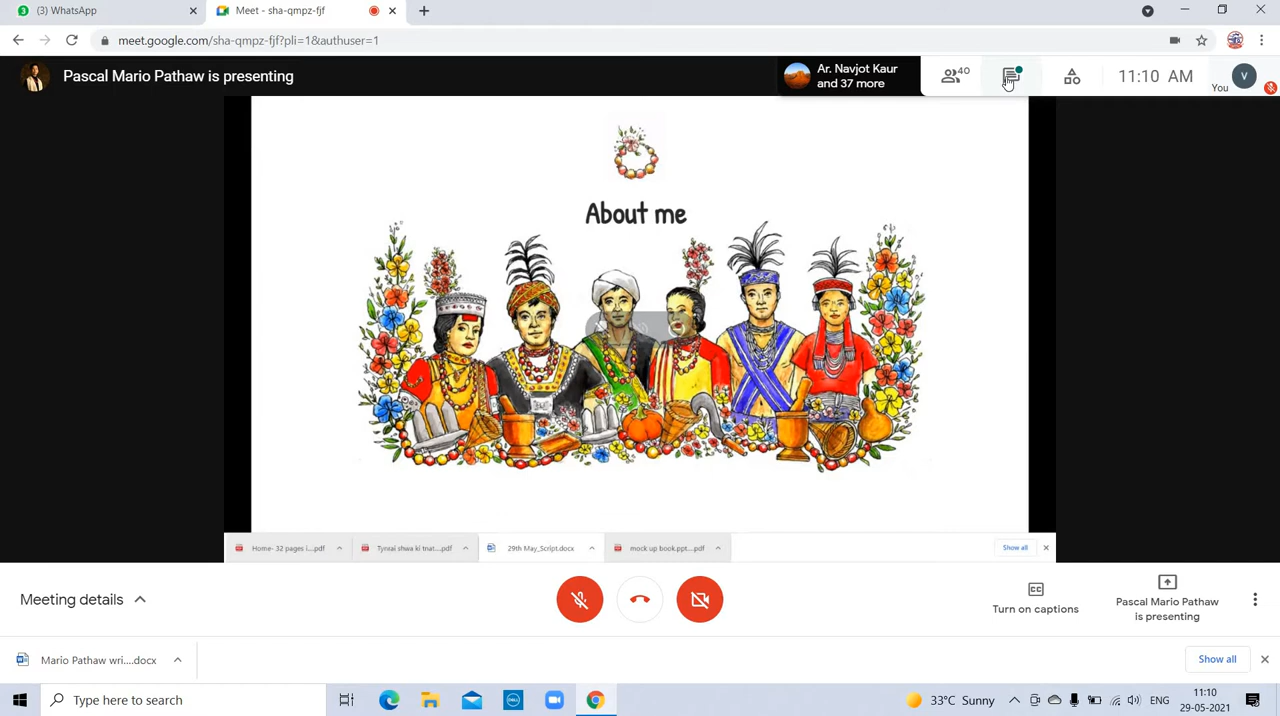 (3) WhatsApp
Meet - sha-qmpz-fjf
meet.google.com/sha-qmpz-fjf?pli=1&authuser=1
Pascal Mario Pathaw is presenting
Ar. Navjot Kaur
and 37 more
40
11:10 AM
V
You
About me
Home- 32 pages i....pdf
Tynrai shwa ki tnat....pdf
29th May_Script.docx
mock up book.ppt....pdf
Show all
Meeting details
CC
Turn on captions
Pascal Mario Pathaw
is presenting
Mario Pathaw wri....docx
Show all
Type here to search
DELL
33°C Sunny
ENG
11:10
29-05-2021